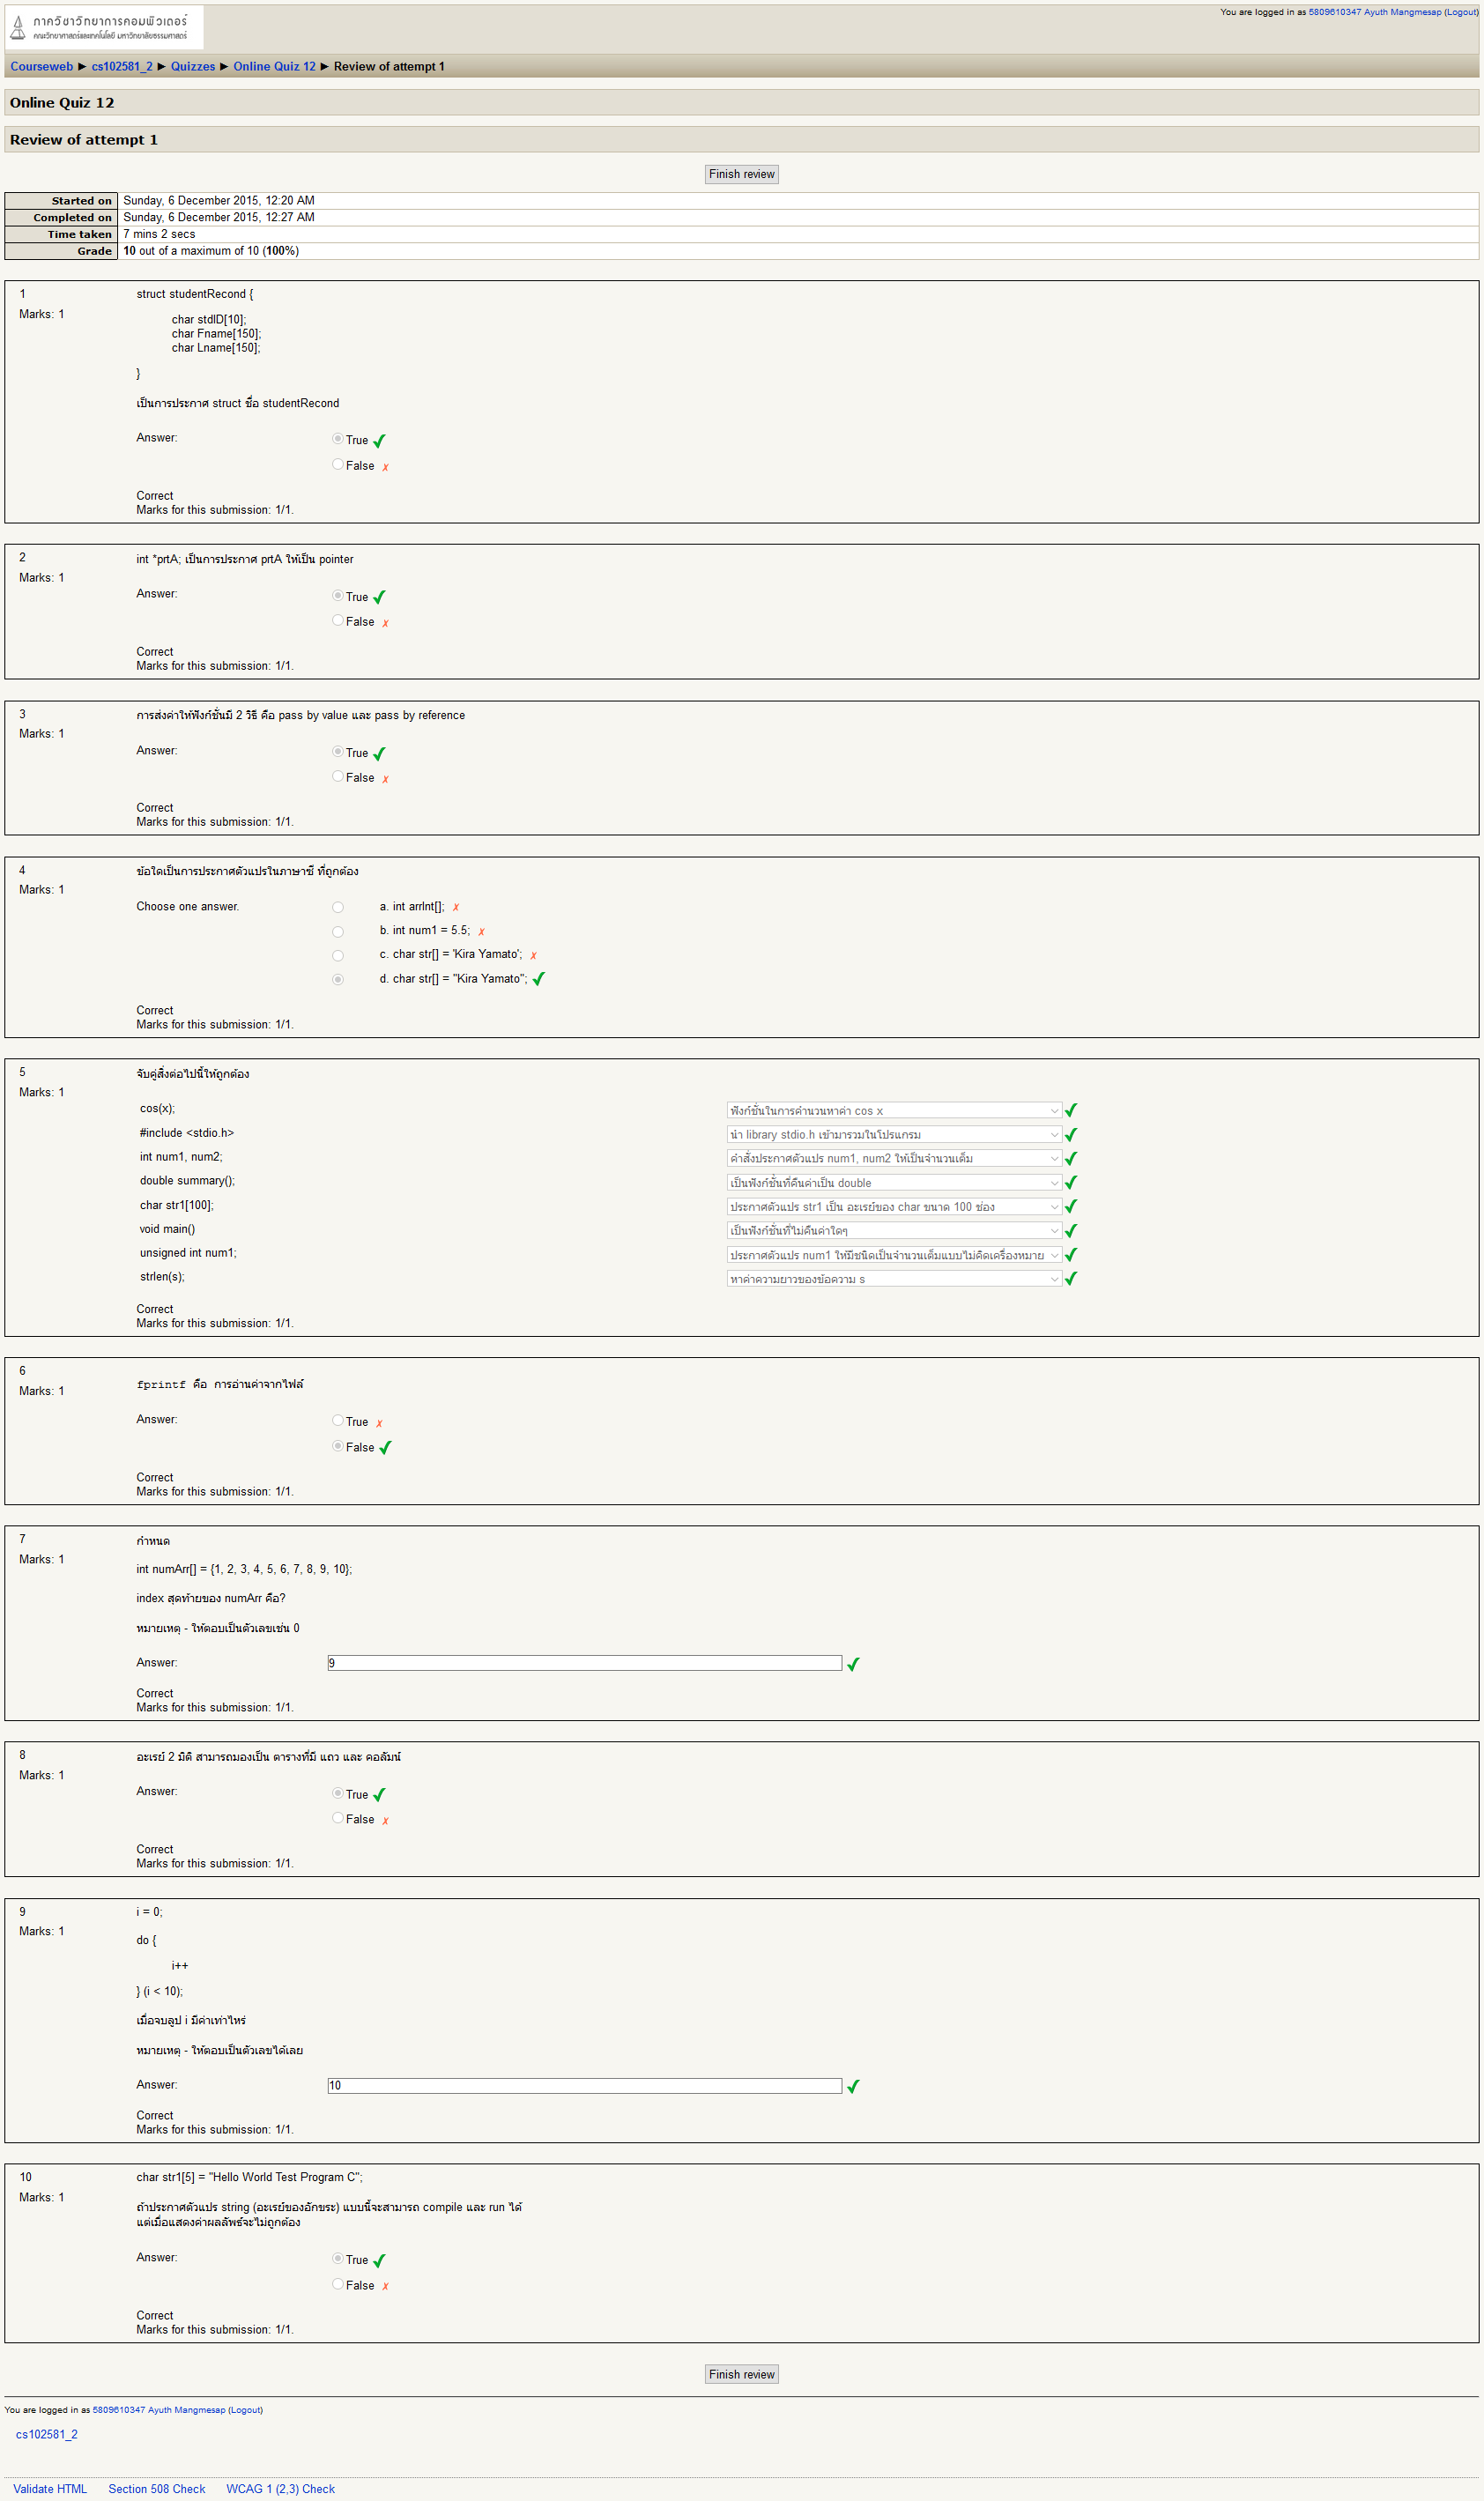 ภาควิชาวิทยาการคอมพิวเตอร์
คณะวิทยาศาสตร์และเทคโนโลยี มหาวิทยาลัยธรรมศาสตร์
You are logged in as 5809610347 Ayuth Mangmesap (Logout)
Courseweb ► cs102581_2 ► Quizzes ► Online Quiz 12 ► Review of attempt 1
Online Quiz 12
Review of attempt 1
Finish review
Started on Sunday, 6 December 2015, 12:20 AM
Completed on Sunday, 6 December 2015, 12:27 AM
Time taken 7 mins 2 secs
Grade 10 out of a maximum of 10 (100%)
1
Marks: 1
struct studentRecond {
char stdID[10];
char Fname[150];
char Lname[150];
}
เป็นการประกาศ struct ชื่อ studentRecond
Answer:
True
False
Correct
Marks for this submission: 1/1.
2
Marks: 1
int *prtA; เป็นการประกาศ prtA ให้เป็น pointer
Answer:
True
False
Correct
Marks for this submission: 1/1.
3
Marks: 1
การส่งค่าให้ฟังก์ชั่นมี 2 วิธี คือ pass by value และ pass by reference
Answer:
True
False
Correct
Marks for this submission: 1/1.
4
Marks: 1
ข้อใดเป็นการประกาศตัวแปรในภาษาซี ที่ถูกต้อง
Choose one answer.
a. int arrInt[];
b. int num1 = 5.5;
c. char str[] = 'Kira Yamato';
d. char str[] = "Kira Yamato";
Correct
Marks for this submission: 1/1.
5
Marks: 1
จับคู่สิ่งต่อไปนี้ให้ถูกต้อง
cos(x); ฟังก์ชั่นในการคำนวนหาค่า cos x
#include <stdio.h> นำ library stdio.h เข้ามารวมในโปรแกรม
int num1, num2; คำสั่งประกาศตัวแปร num1, num2 ให้เป็นจำนวนเต็ม
double summary(); เป็นฟังก์ชั่นที่คืนค่าเป็น double
char str1[100]; ประกาศตัวแปร str1 เป็น อะเรย์ของ char ขนาด 100 ช่อง
void main() เป็นฟังก์ชั่นที่ไม่คืนค่าใดๆ
unsigned int num1; ประกาศตัวแปร num1 ให้มีชนิดเป็นจำนวนเต็มแบบไม่คิดเครื่องหมาย
strlen(s); หาค่าความยาวของข้อความ s
Correct
Marks for this submission: 1/1.
6
Marks: 1
fprintf คือ การอ่านค่าจากไฟล์
Answer:
True
False
Correct
Marks for this submission: 1/1.
7
Marks: 1
กำหนด
int numArr[] = {1, 2, 3, 4, 5, 6, 7, 8, 9, 10};
index สุดท้ายของ numArr คือ?
หมายเหตุ - ให้ตอบเป็นตัวเลขเช่น 0
Answer: 9
Correct
Marks for this submission: 1/1.
8
Marks: 1
อะเรย์ 2 มิติ สามารถมองเป็น ตารางที่มี แถว และ คอลัมน์
Answer:
True
False
Correct
Marks for this submission: 1/1.
9
Marks: 1
i = 0;
do {
i++
} (i < 10);
เมื่อจบลูป i มีค่าเท่าไหร่
หมายเหตุ - ให้ตอบเป็นตัวเลขได้เลย
Answer: 10
Correct
Marks for this submission: 1/1.
10
Marks: 1
char str1[5] = "Hello World Test Program C";
ถ้าประกาศตัวแปร string (อะเรย์ของอักขระ) แบบนี้จะสามารถ compile และ run ได้
แต่เมื่อแสดงค่าผลลัพธ์จะไม่ถูกต้อง
Answer:
True
False
Correct
Marks for this submission: 1/1.
Finish review
You are logged in as 5809610347 Ayuth Mangmesap (Logout)
cs102581_2
Validate HTML Section 508 Check WCAG 1 (2,3) Check